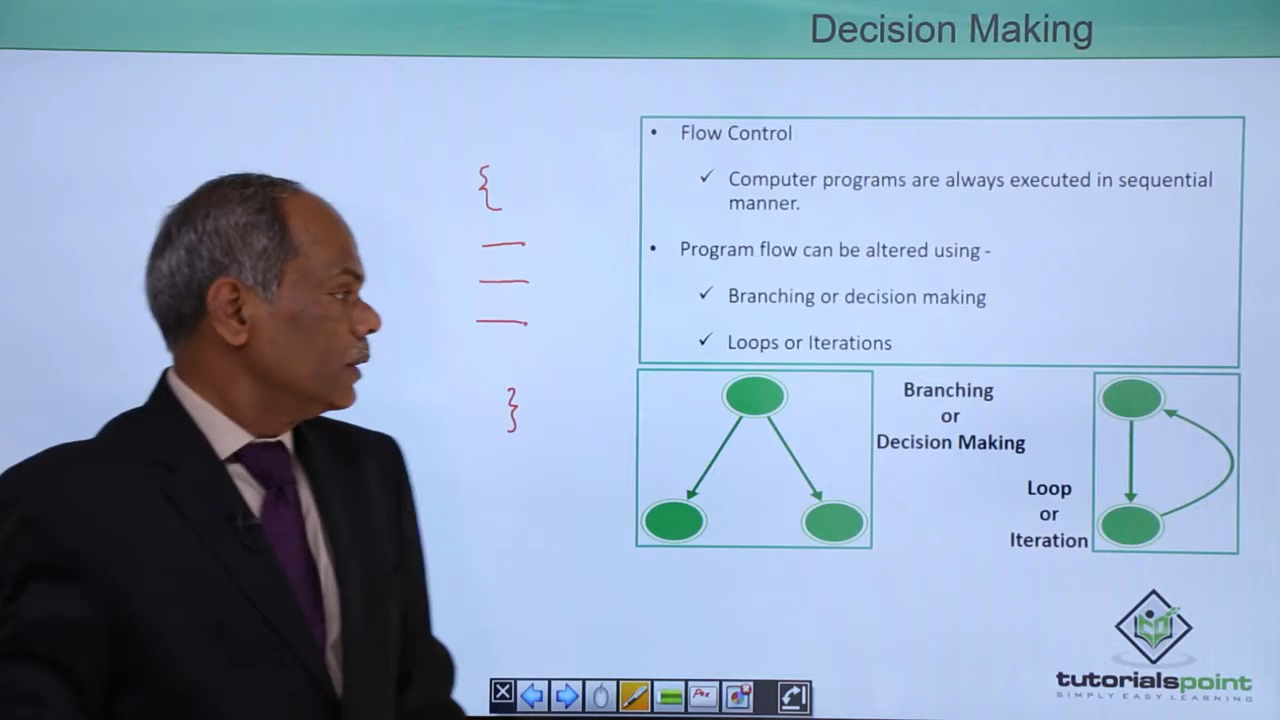 Decision Making
• Flow Control
✓ Computer programs are always executed in sequential
manner.
• Program flow can be altered using -
✓ Branching or decision making
✓ Loops or Iterations
Branching
or
Decision Making
Loop
or
Iteration
{
}
Pen
tutorialspoint
SIMPLY EASY LEARNING